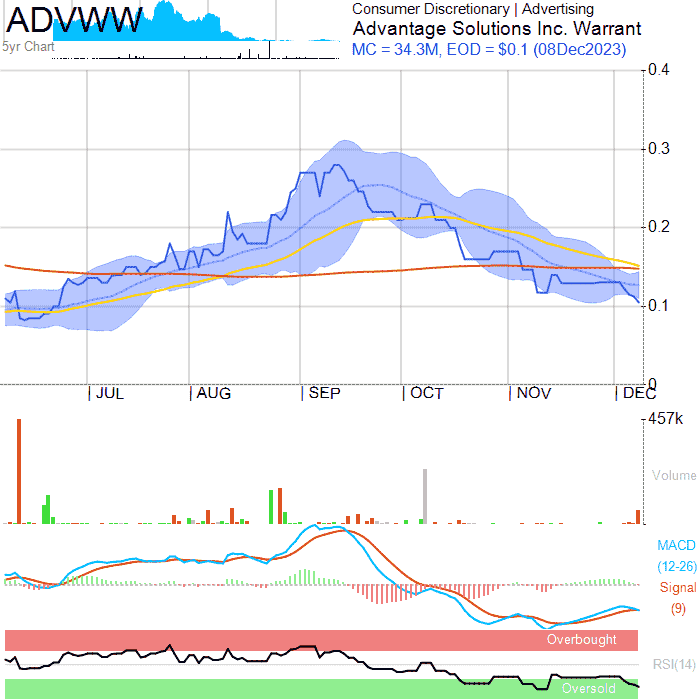 ADVWW
5yr Chart
Consumer Discretionary | Advertising
Advantage Solutions Inc. Warrant
MC = 34.3M, EOD = $0.1 (08Dec2023)
0.4
0.3
0.2
0.1
0
JUL AUG SEP OCT NOV DEC
457k
Volume
MACD
(12-26)
Signal
(9)
Overbought
RSI(14)
Oversold